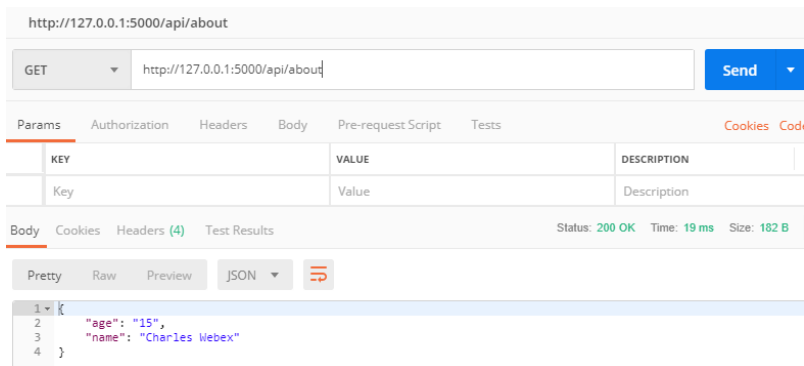 http://127.0.0.1:5000/api/about
GET http://127.0.0.1:5000/api/about Send
Params Authorization Headers Body Pre-request Script Tests Cookies Code
KEY VALUE DESCRIPTION
Key Value Description
Body Cookies Headers (4) Test Results Status: 200 OK Time: 19 ms Size: 182 B
Pretty Raw Preview JSON
1 {
2 "age": "15",
3 "name": "Charles Webex"
4 }